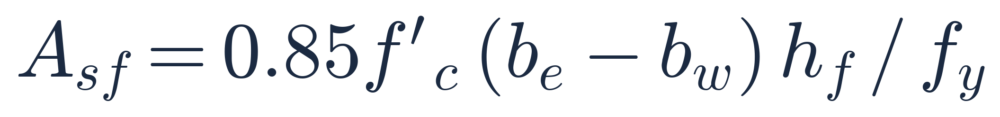 A_{sf} = 0.85 f'_c (b_e - b_w) h_f / f_y